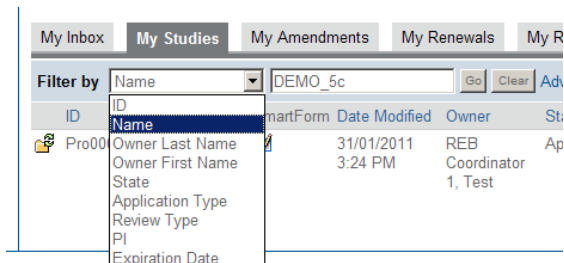 My Inbox My Studies My Amendments My Renewals My R
Filter by Name DEMO_5c Go Clear Adv
ID martForm Date Modified Owner Sta
ID
Name
Owner Last Name
Owner First Name
State
Application Type
Review Type
PI
Expiration Date
Pro00 31/01/2011 REB Ap
3:24 PM Coordinator
1, Test